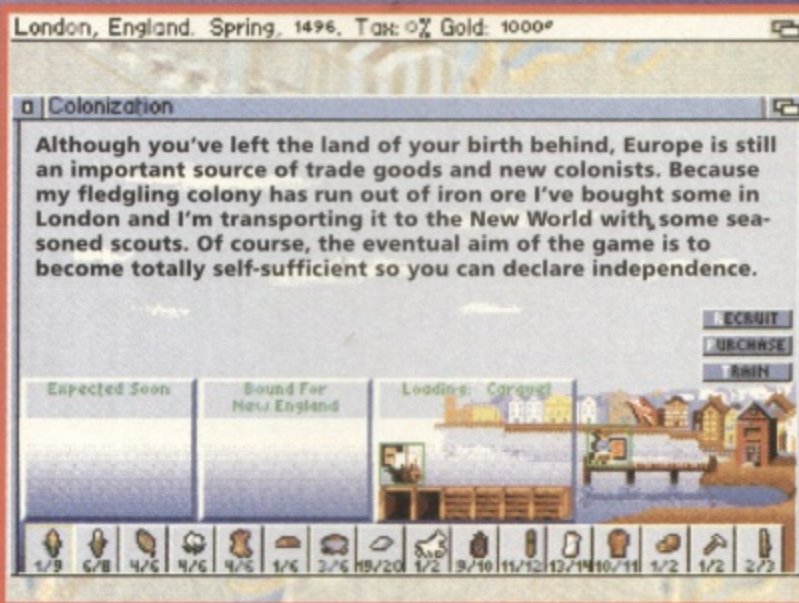 London, England. Spring, 1496. Tax: 0% Gold: 1000°
Colonization
Although you've left the land of your birth behind, Europe is still
an important source of trade goods and new colonists. Because
my fledgling colony has run out of iron ore I've bought some in
London and I'm transporting it to the New World with some sea-
soned scouts. Of course, the eventual aim of the game is to
become totally self-sufficient so you can declare independence.
RECRUIT
PURCHASE
TRAIN
Expected Soon
Bound For
New England
Loading: Caravel
1/9 6/8 4/6 4/6 4/6 1/6 3/6 19/20 1/2 9/10 11/12 13/14 10/11 1/2 1/2 2/3